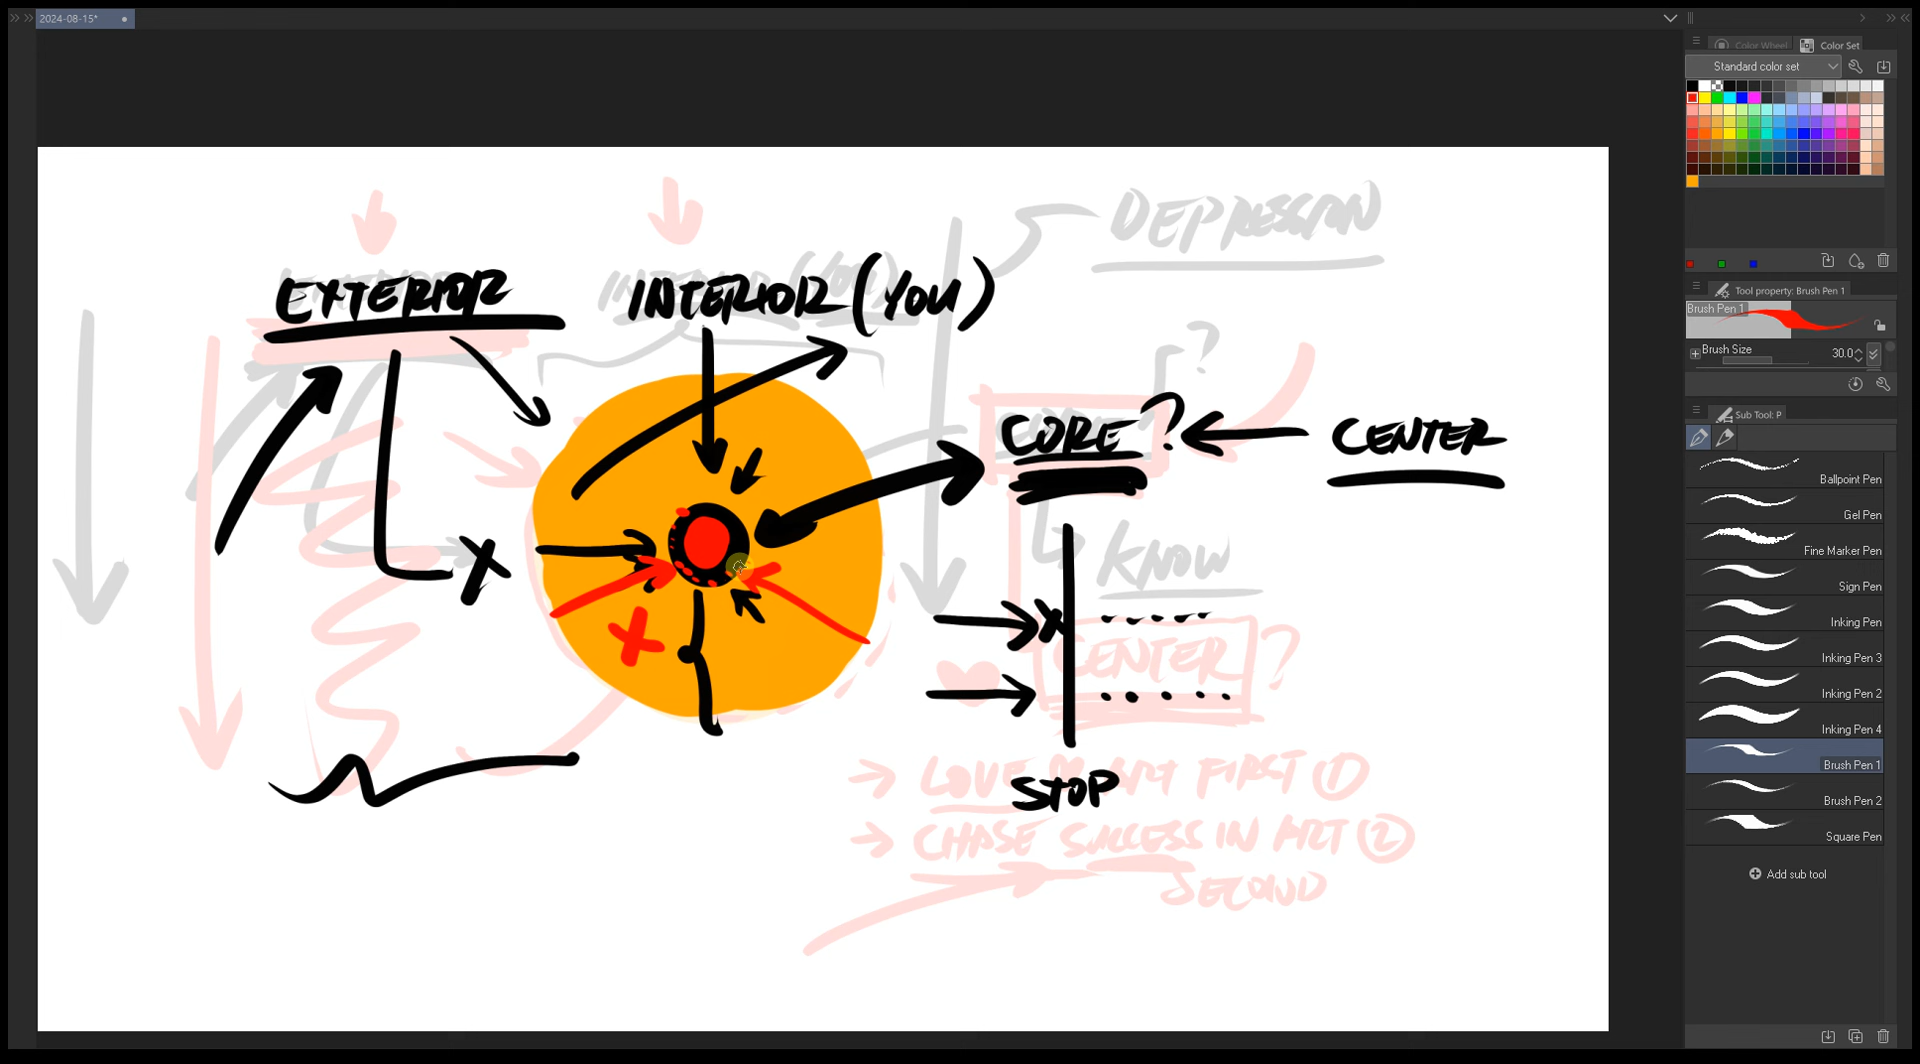 2024-08-15*
Color Wheel
Color Set
Standard color set
Tool property: Brush Pen 1
Brush Pen 1
Brush Size
30.0
Sub Tool: P
Ballpoint Pen
Gel Pen
Fine Marker Pen
Sign Pen
Inking Pen
Inking Pen 3
Inking Pen 2
Inking Pen 4
Brush Pen 1
Brush Pen 2
Square Pen
Add sub tool
DEPRESSION
EXTERIOR
INTERIOR (YOU)
?
CORE?
CENTER
KNOW
CENTER?
→ LOVE ART FIRST ①
STOP
→ CHASE SUCCESS IN ART ②
SECOND